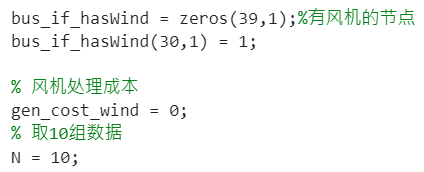 bus_if_hasWind = zeros(39,1);%有风机的节点
bus_if_hasWind(30,1) = 1;
% 风机处理成本
gen_cost_wind = 0;
% 取10组数据
N = 10;